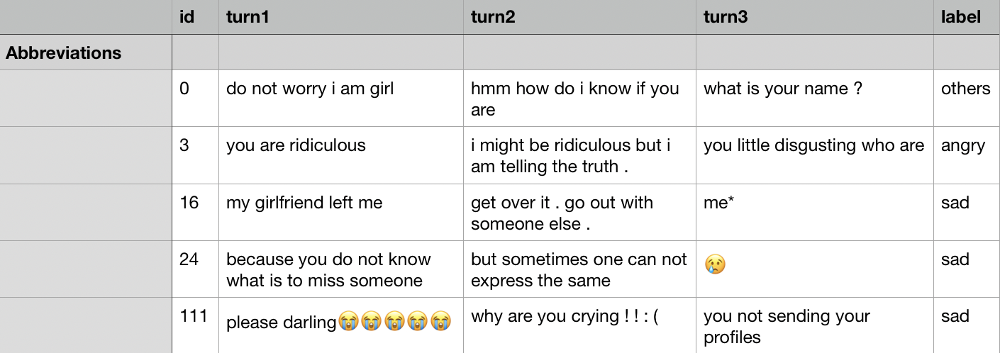 id turn1 turn2 turn3 label
Abbreviations
0 do not worry i am girl hmm how do i know if you what is your name ? others
are
3 you are ridiculous i might be ridiculous but i you little disgusting who are angry
am telling the truth .
16 my girlfriend left me get over it . go out with me* sad
someone else .
24 because you do not know but sometimes one can not 😢 sad
what is to miss someone express the same
111 please darling😭😭😭😭😭 why are you crying ! ! : ( you not sending your sad
profiles